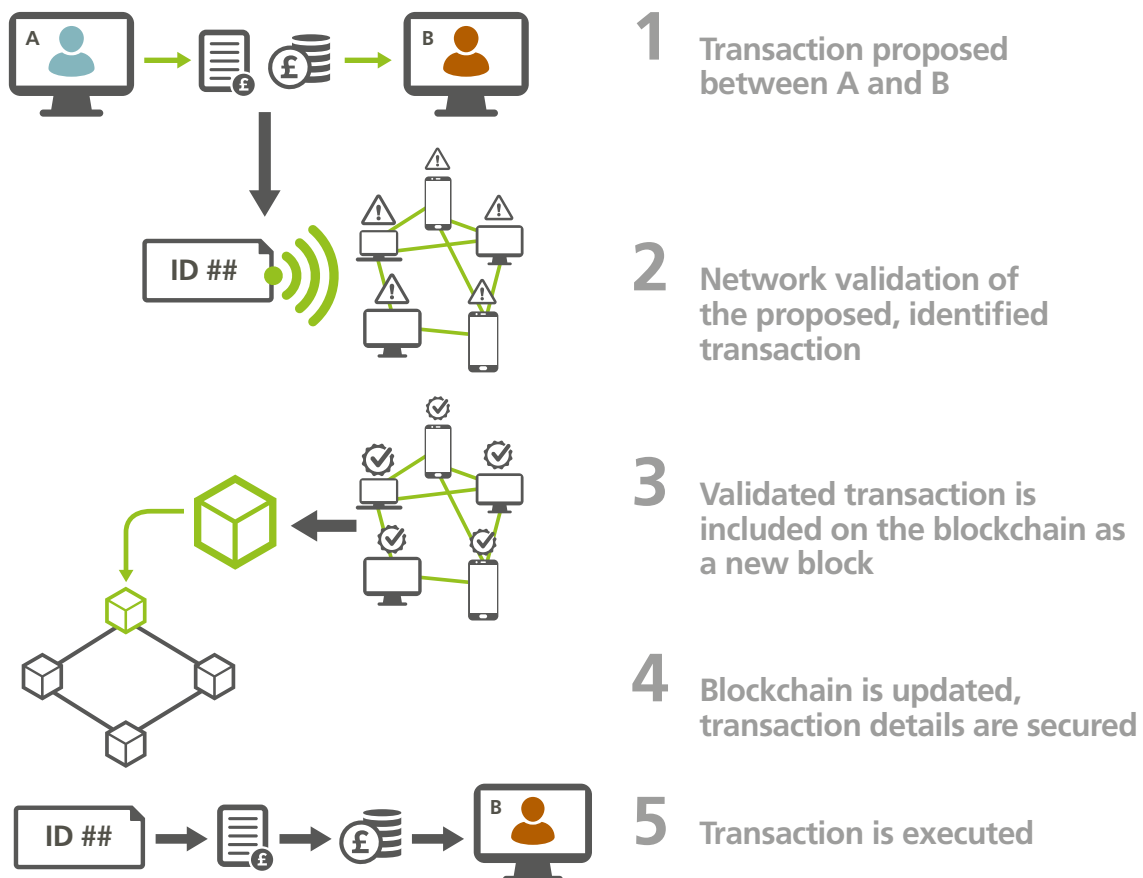 A
£
£
B
1
Transaction proposed
between A and B
ID ##
2
Network validation of
the proposed, identified
transaction
3
Validated transaction is
included on the blockchain as
a new block
4
Blockchain is updated,
transaction details are secured
ID ##
£
£
B
5
Transaction is executed